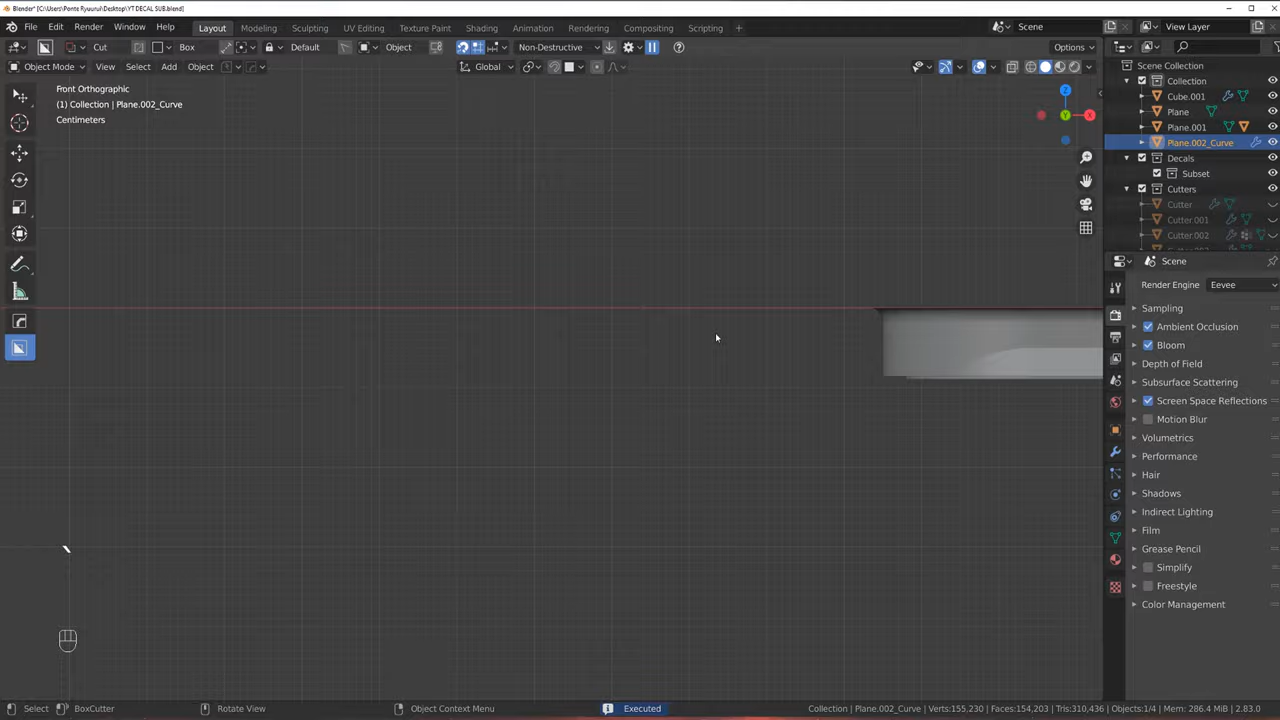 Blender* [C:\Users\Ponte Ryuurui\Desktop\YT DECAL SUB.blend]
File Edit Render Window Help Layout Modeling Sculpting UV Editing Texture Paint Shading Animation Rendering Compositing Scripting + Scene View Layer
Cut Box Default Object Non-Destructive Options
Object Mode View Select Add Object Global
Scene Collection
Collection
Cube.001
Plane
Plane.001
Plane.002_Curve
Decals
Subset
Cutters
Cutter
Cutter.001
Cutter.002
Front Orthographic
(1) Collection | Plane.002_Curve
Centimeters
Z
Y
X
Scene
Render Engine Eevee
Sampling
Ambient Occlusion
Bloom
Depth of Field
Subsurface Scattering
Screen Space Reflections
Motion Blur
Volumetrics
Performance
Hair
Shadows
Indirect Lighting
Film
Grease Pencil
Simplify
Freestyle
Color Management
Select BoxCutter Rotate View Object Context Menu Executed Collection | Plane.002_Curve | Verts:155,230 | Faces:154,203 | Tris:310,436 | Objects:1/4 | Mem: 286.4 MiB | 2.83.0